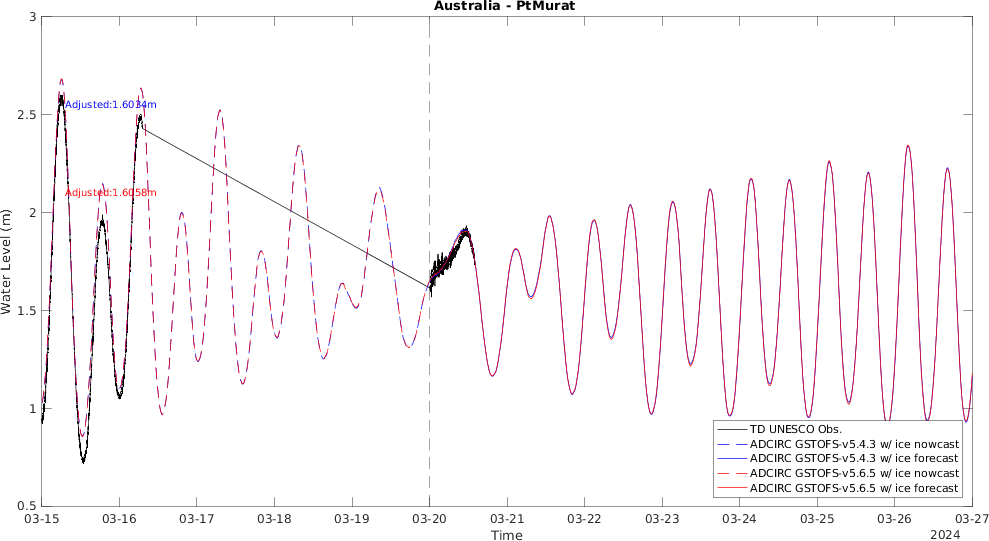 Australia - PtMurat
3
2.5
2
1.5
1
0.5
Water Level (m)
Adjusted:1.6034m
Adjusted:1.6058m
TD UNESCO Obs.
ADCIRC GSTOFS-v5.4.3 w/ ice nowcast
ADCIRC GSTOFS-v5.4.3 w/ ice forecast
ADCIRC GSTOFS-v5.6.5 w/ ice nowcast
ADCIRC GSTOFS-v5.6.5 w/ ice forecast
03-15 03-16 03-17 03-18 03-19 03-20 03-21 03-22 03-23 03-24 03-25 03-26 03-27
Time
2024